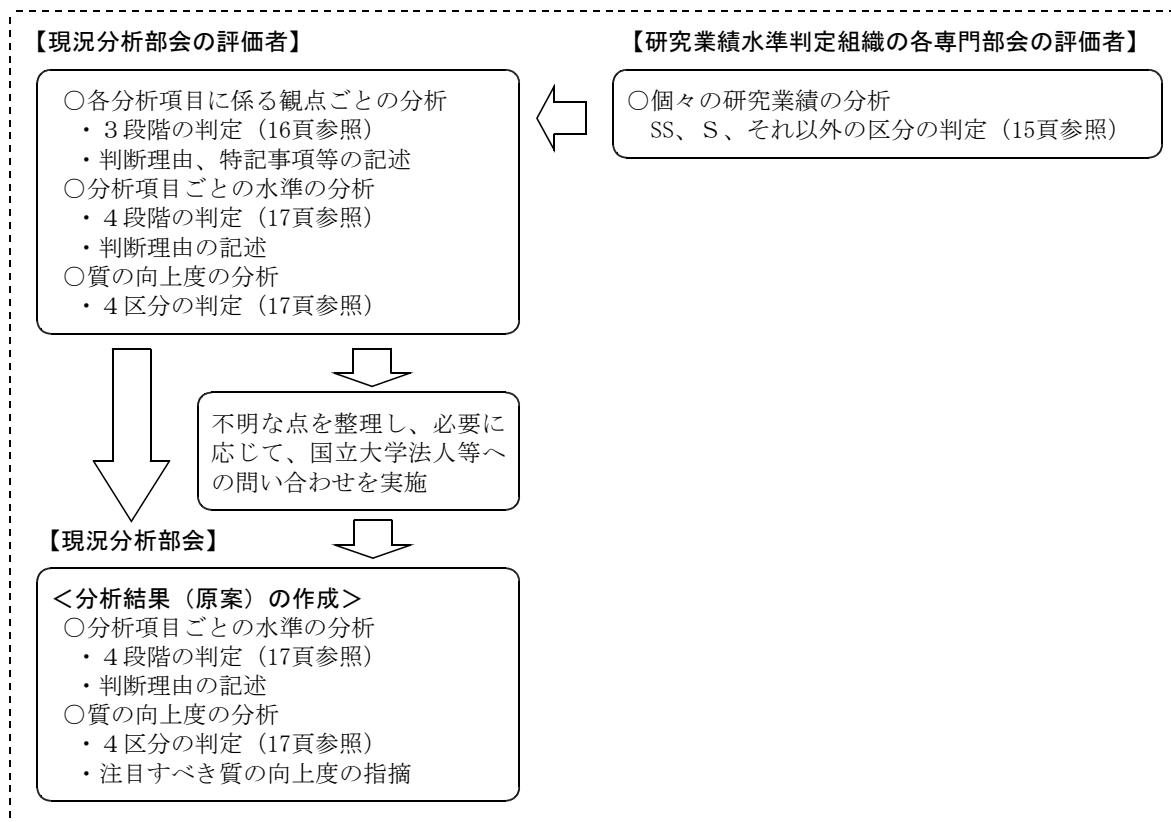 【現況分析部会の評価者】
○各分析項目に係る観点ごとの分析
・３段階の判定（16頁参照）
・判断理由、特記事項等の記述
○分析項目ごとの水準の分析
・４段階の判定（17頁参照）
・判断理由の記述
○質の向上度の分析
・４区分の判定（17頁参照）
【研究業績水準判定組織の各専門部会の評価者】
○個々の研究業績の分析
SS、Ｓ、それ以外の区分の判定（15頁参照）
不明な点を整理し、必要に
応じて、国立大学法人等へ
の問い合わせを実施
【現況分析部会】
＜分析結果（原案）の作成＞
○分析項目ごとの水準の分析
・４段階の判定（17頁参照）
・判断理由の記述
○質の向上度の分析
・４区分の判定（17頁参照）
・注目すべき質の向上度の指摘